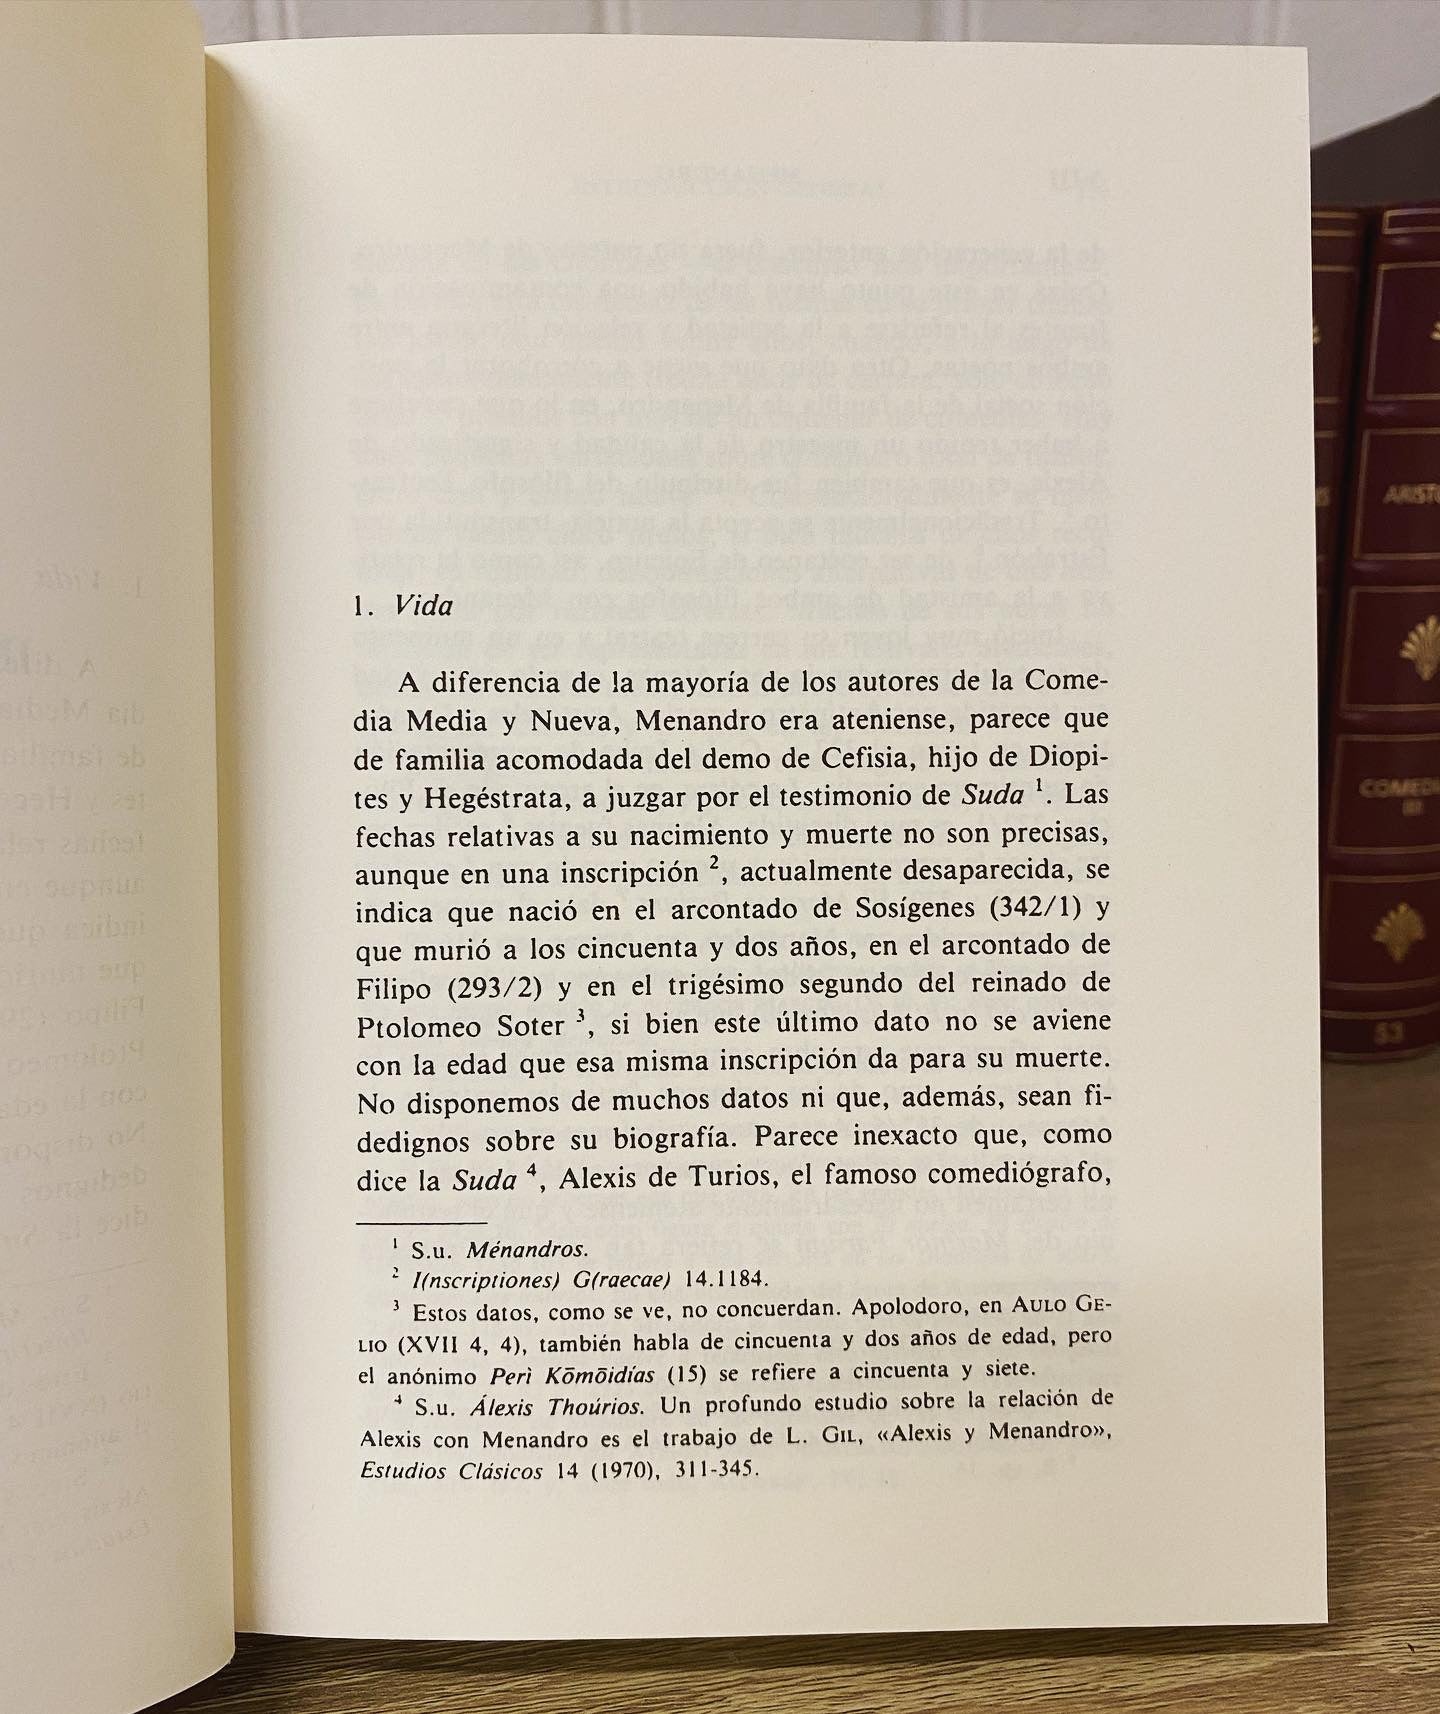 1. Vida
A diferencia de la mayoría de los autores de la Come-
dia Media y Nueva, Menandro era ateniense, parece que
de familia acomodada del demo de Cefisia, hijo de Diopi-
tes y Hegéstrata, a juzgar por el testimonio de Suda ¹. Las
fechas relativas a su nacimiento y muerte no son precisas,
aunque en una inscripción ², actualmente desaparecida, se
indica que nació en el arcontado de Sosígenes (342/1) y
que murió a los cincuenta y dos años, en el arcontado de
Filipo (293/2) y en el trigésimo segundo del reinado de
Ptolomeo Soter ³, si bien este último dato no se aviene
con la edad que esa misma inscripción da para su muerte.
No disponemos de muchos datos ni que, además, sean fi-
dedignos sobre su biografía. Parece inexacto que, como
dice la Suda ⁴, Alexis de Turios, el famoso comediógrafo,
¹ S.u. Ménandros.
² I(nscriptiones) G(raecae) 14.1184.
³ Estos datos, como se ve, no concuerdan. Apolodoro, en AULO GE-
LIO (XVII 4, 4), también habla de cincuenta y dos años de edad, pero
el anónimo Perì Kōmōidías (15) se refiere a cincuenta y siete.
⁴ S.u. Álexis Thoúrios. Un profundo estudio sobre la relación de
Alexis con Menandro es el trabajo de L. GIL, «Alexis y Menandro»,
Estudios Clásicos 14 (1970), 311-345.
53